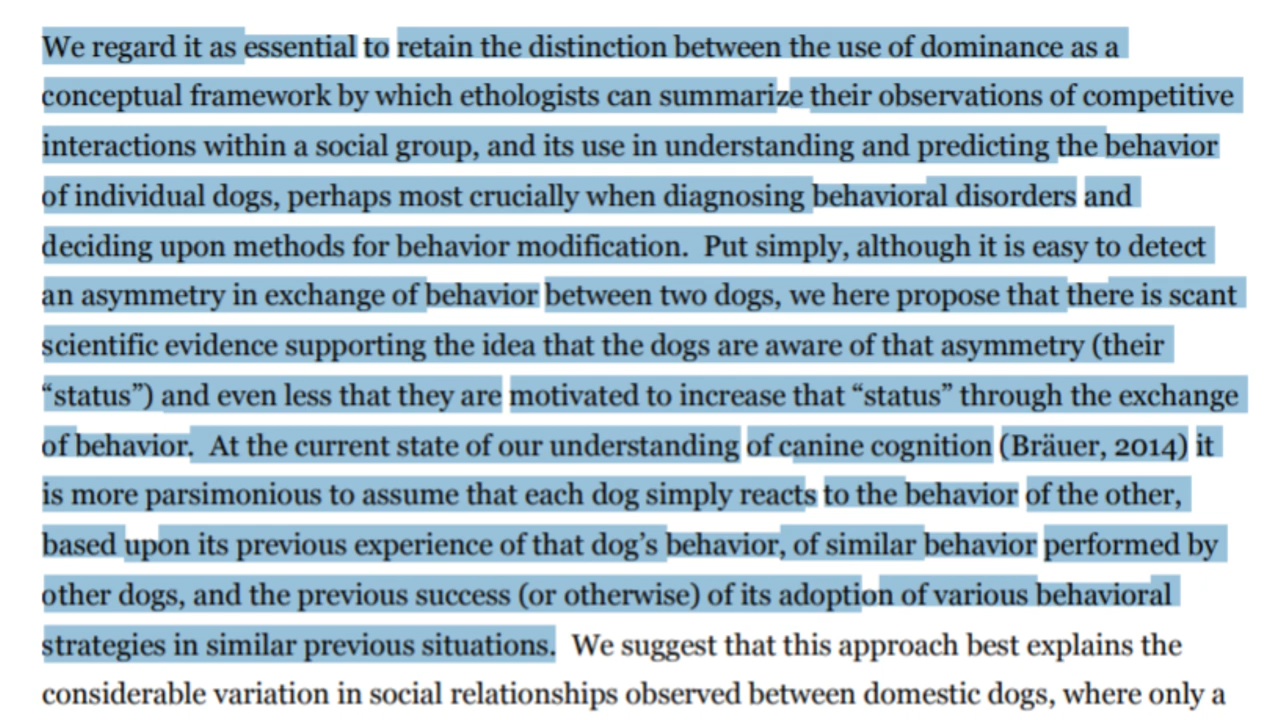 We regard it as essential to retain the distinction between the use of dominance as a
conceptual framework by which ethologists can summarize their observations of competitive
interactions within a social group, and its use in understanding and predicting the behavior
of individual dogs, perhaps most crucially when diagnosing behavioral disorders and
deciding upon methods for behavior modification.  Put simply, although it is easy to detect
an asymmetry in exchange of behavior between two dogs, we here propose that there is scant
scientific evidence supporting the idea that the dogs are aware of that asymmetry (their
“status”) and even less that they are motivated to increase that “status” through the exchange
of behavior.  At the current state of our understanding of canine cognition (Bräuer, 2014) it
is more parsimonious to assume that each dog simply reacts to the behavior of the other,
based upon its previous experience of that dog’s behavior, of similar behavior performed by
other dogs, and the previous success (or otherwise) of its adoption of various behavioral
strategies in similar previous situations.  We suggest that this approach best explains the
considerable variation in social relationships observed between domestic dogs, where only a